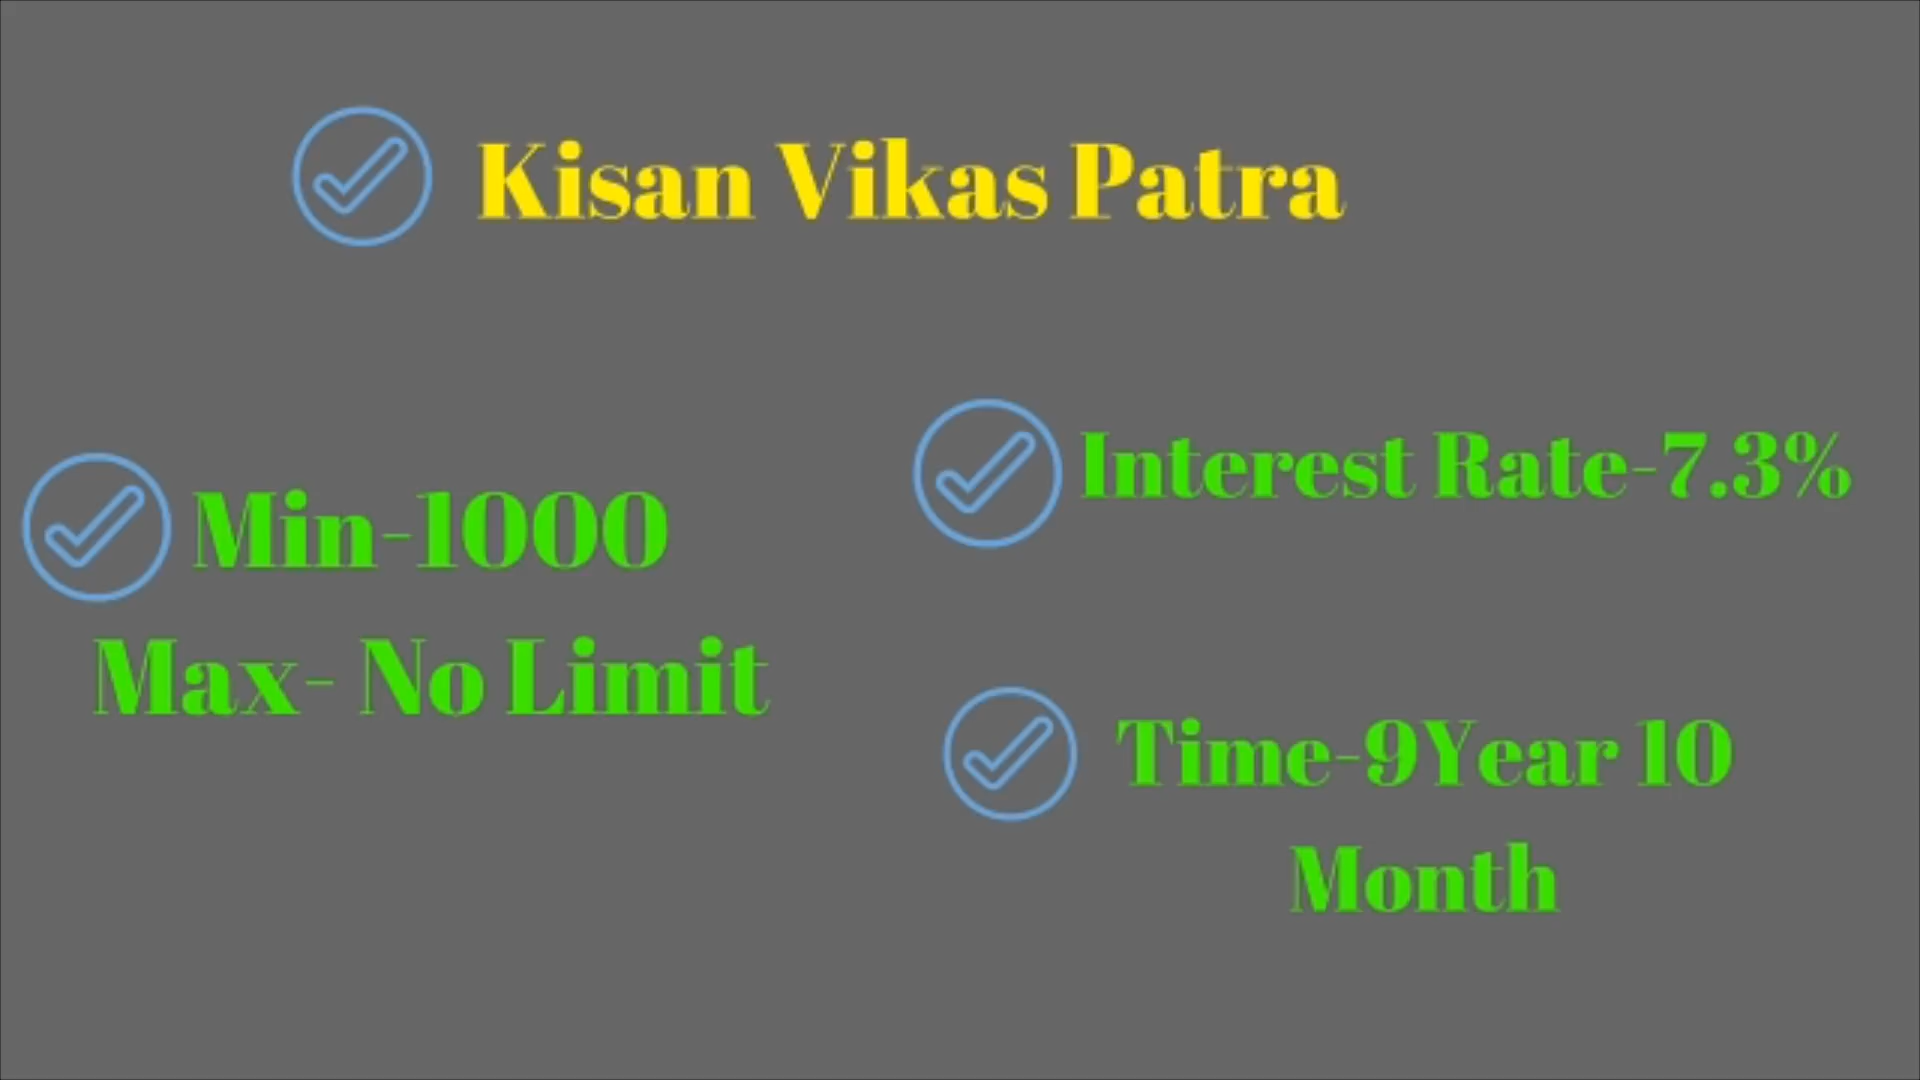 Kisan Vikas Patra
Min-1000
Max- No Limit
Interest Rate-7.3%
Time-9Year 10
Month